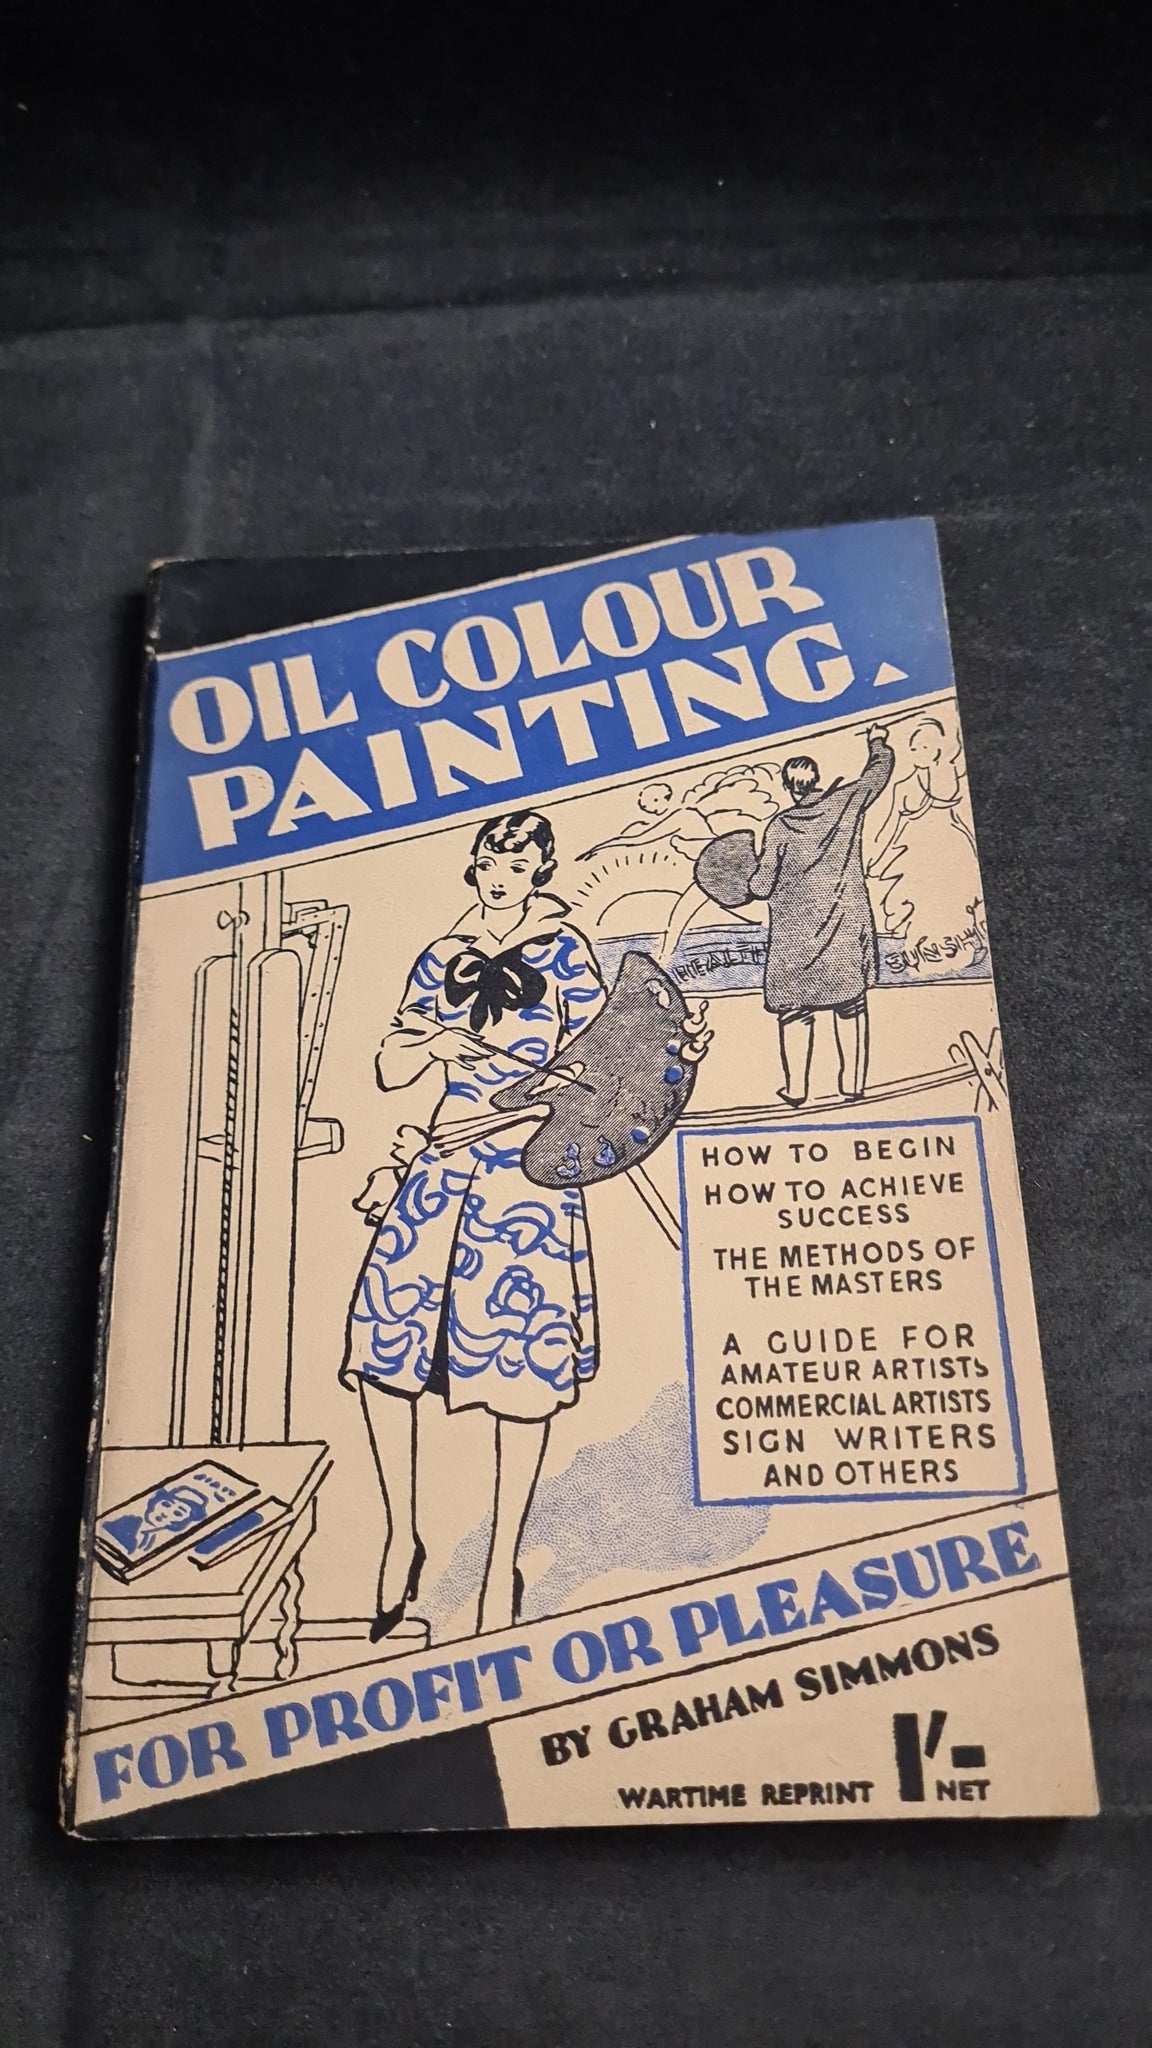 OIL COLOUR
PAINTING.
HEALTH
HOW TO BEGIN
HOW TO ACHIEVE
SUCCESS
THE METHODS OF
THE MASTERS
A GUIDE FOR
AMATEUR ARTISTS
COMMERCIAL ARTISTS
SIGN WRITERS
AND OTHERS
FOR PROFIT OR PLEASURE
BY GRAHAM SIMMONS
WARTIME REPRINT 1/-
NET